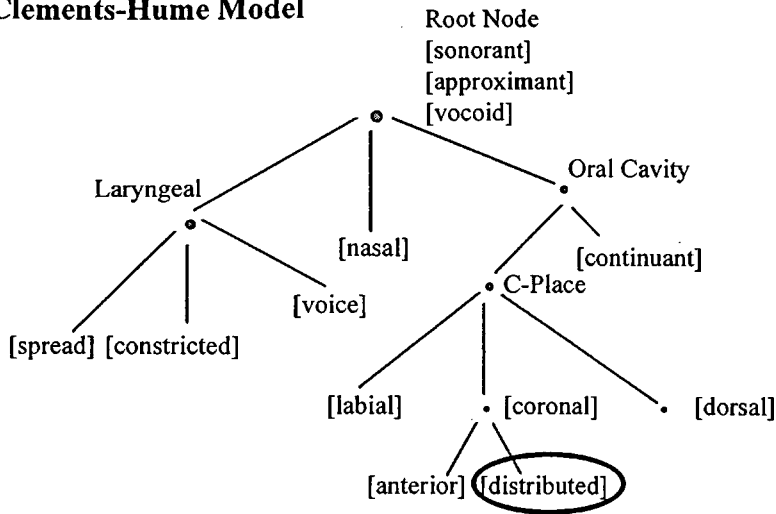 Clements-Hume Model
Root Node
[sonorant]
[approximant]
[vocoid]
Oral Cavity
Laryngeal
[nasal]
[continuant]
C-Place
[voice]
[spread] [constricted]
[labial] [coronal] [dorsal]
[anterior] [distributed]